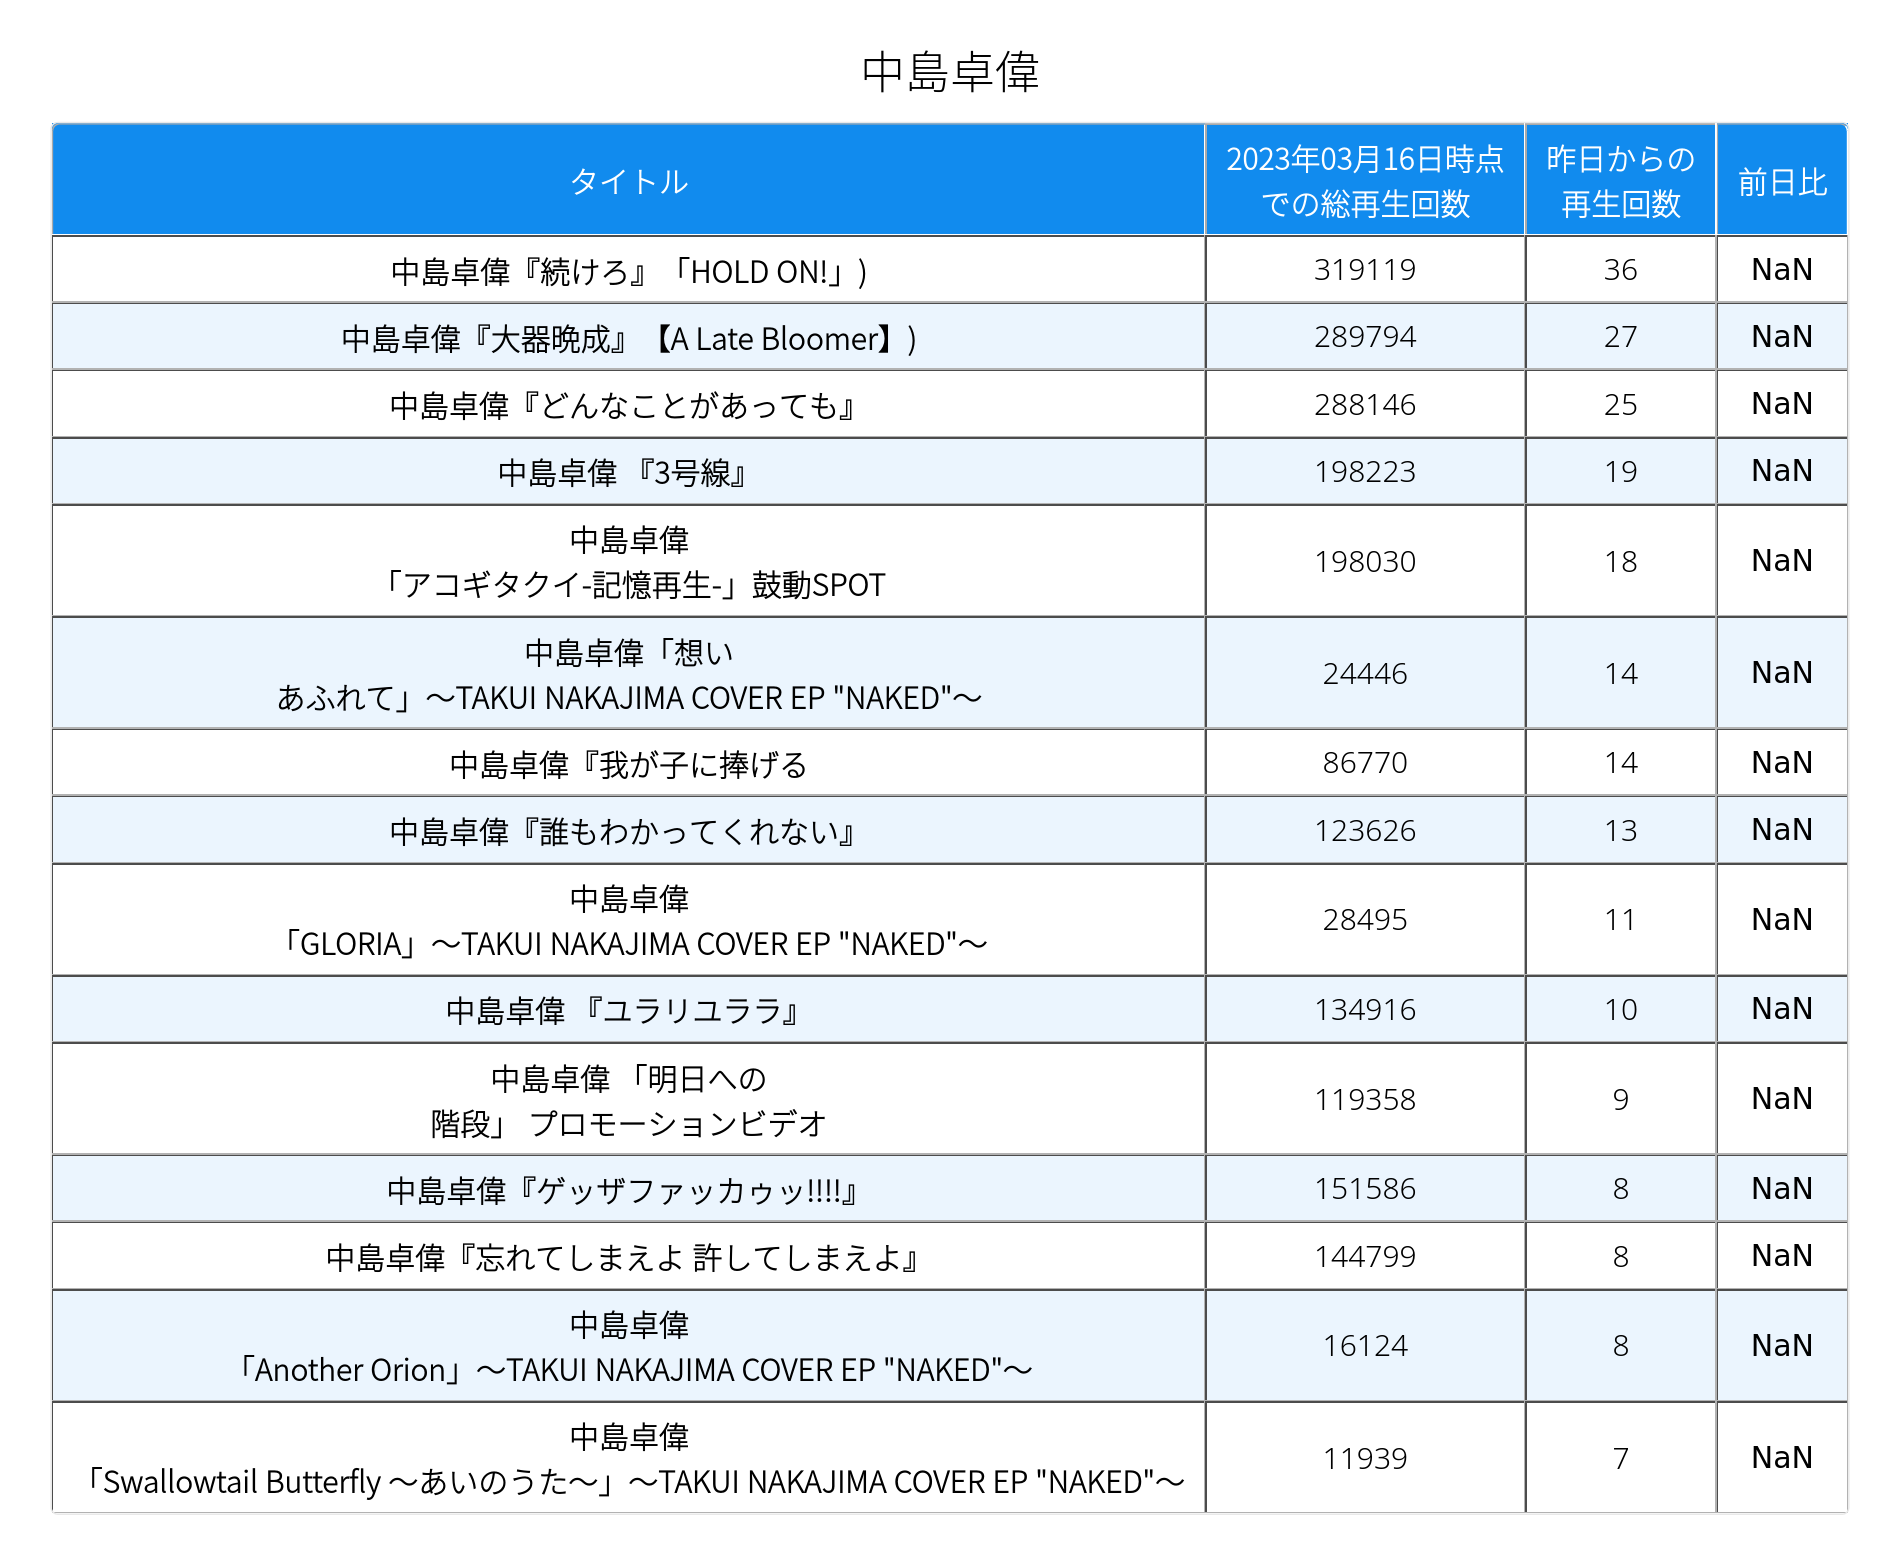 中島卓偉
タイトル
2023年03月16日時点
での総再生回数
昨日からの
再生回数
前日比
中島卓偉『続けろ』「HOLD ON!」) 319119 36 NaN
中島卓偉『大器晩成』【A Late Bloomer】) 289794 27 NaN
中島卓偉『どんなことがあっても』 288146 25 NaN
中島卓偉 『3号線』 198223 19 NaN
中島卓偉
「アコギタクイ-記憶再生-」鼓動SPOT 198030 18 NaN
中島卓偉「想い
あふれて」～TAKUI NAKAJIMA COVER EP "NAKED"～ 24446 14 NaN
中島卓偉『我が子に捧げる 86770 14 NaN
中島卓偉『誰もわかってくれない』 123626 13 NaN
中島卓偉
「GLORIA」～TAKUI NAKAJIMA COVER EP "NAKED"～ 28495 11 NaN
中島卓偉 『ユラリユララ』 134916 10 NaN
中島卓偉 「明日への
階段」 プロモーションビデオ 119358 9 NaN
中島卓偉『ゲッザファッカゥッ!!!!』 151586 8 NaN
中島卓偉『忘れてしまえよ 許してしまえよ』 144799 8 NaN
中島卓偉
「Another Orion」～TAKUI NAKAJIMA COVER EP "NAKED"～ 16124 8 NaN
中島卓偉
「Swallowtail Butterfly ～あいのうた～」～TAKUI NAKAJIMA COVER EP "NAKED"～ 11939 7 NaN